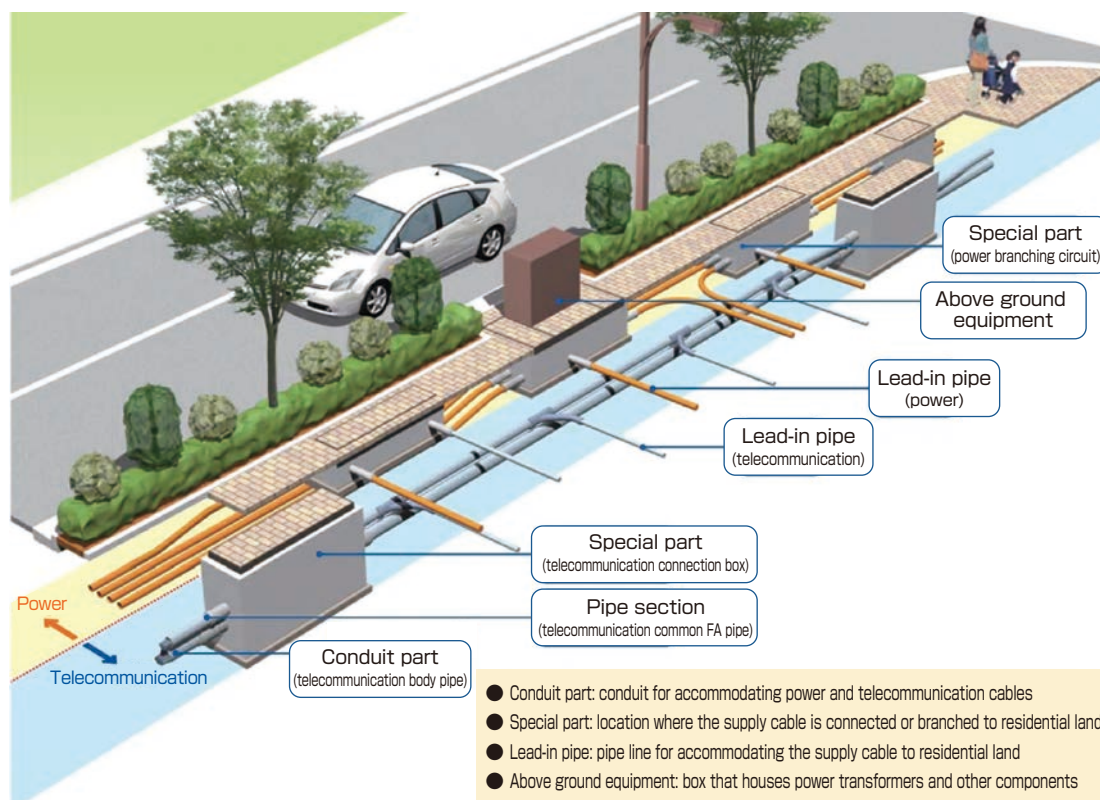 Special part
(power branching circuit)
Above ground
equipment
Lead-in pipe
(power)
Lead-in pipe
(telecommunication)
Special part
(telecommunication connection box)
Pipe section
(telecommunication common FA pipe)
Conduit part
(telecommunication body pipe)
Power
Telecommunication
● Conduit part: conduit for accommodating power and telecommunication cables
● Special part: location where the supply cable is connected or branched to residential land
● Lead-in pipe: pipe line for accommodating the supply cable to residential land
● Above ground equipment: box that houses power transformers and other components